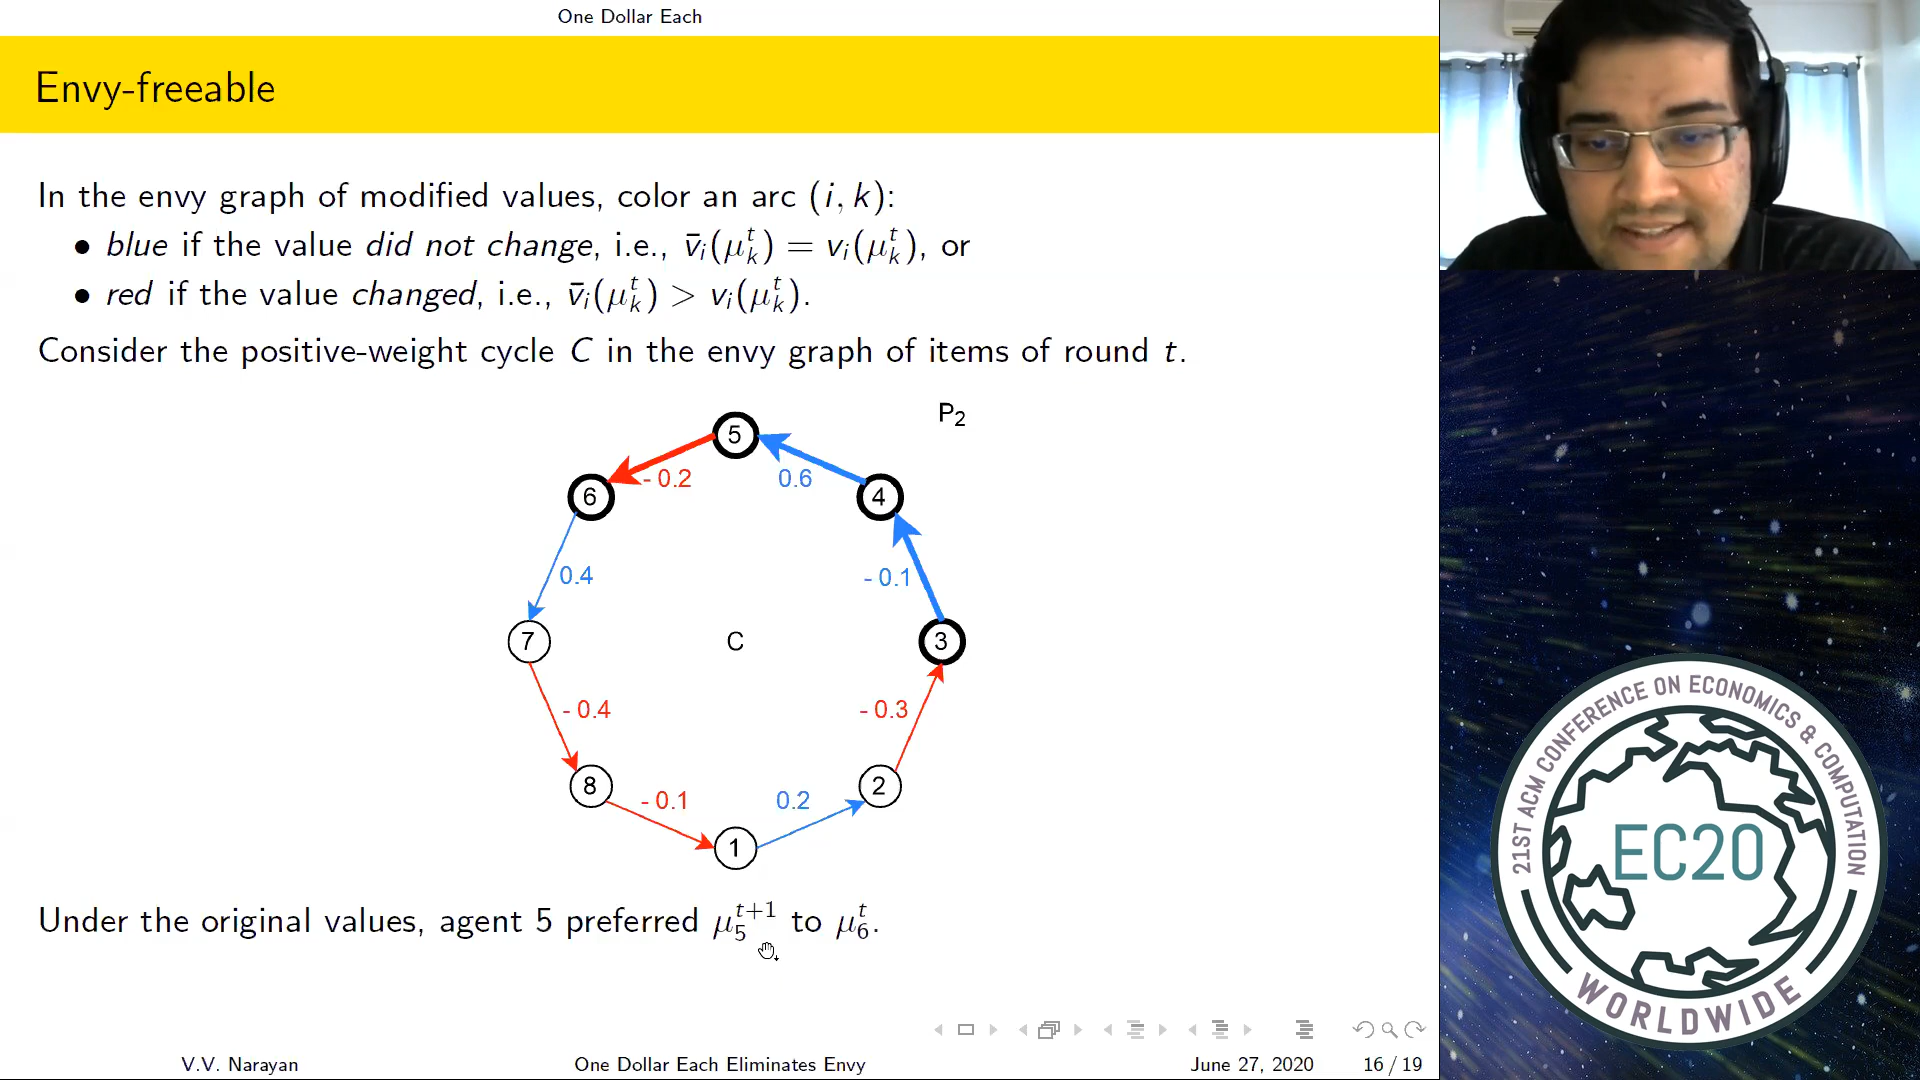 One Dollar Each
Envy-freeable
In the envy graph of modified values, color an arc (i, k):
• blue if the value did not change, i.e., v̄ᵢ(μₖᵗ) = vᵢ(μₖᵗ), or
• red if the value changed, i.e., v̄ᵢ(μₖᵗ) > vᵢ(μₖᵗ).
Consider the positive-weight cycle C in the envy graph of items of round t.
P₂
5
- 0.2
0.6
6
4
0.4
- 0.1
7
C
3
- 0.4
- 0.3
8
- 0.1
0.2
2
1
Under the original values, agent 5 preferred μ₅ᵗ⁺¹ to μ₆ᵗ.
V.V. Narayan
One Dollar Each Eliminates Envy
June 27, 2020
16 / 19
21ST ACM CONFERENCE ON ECONOMICS & COMPUTATION
EC20
WORLDWIDE